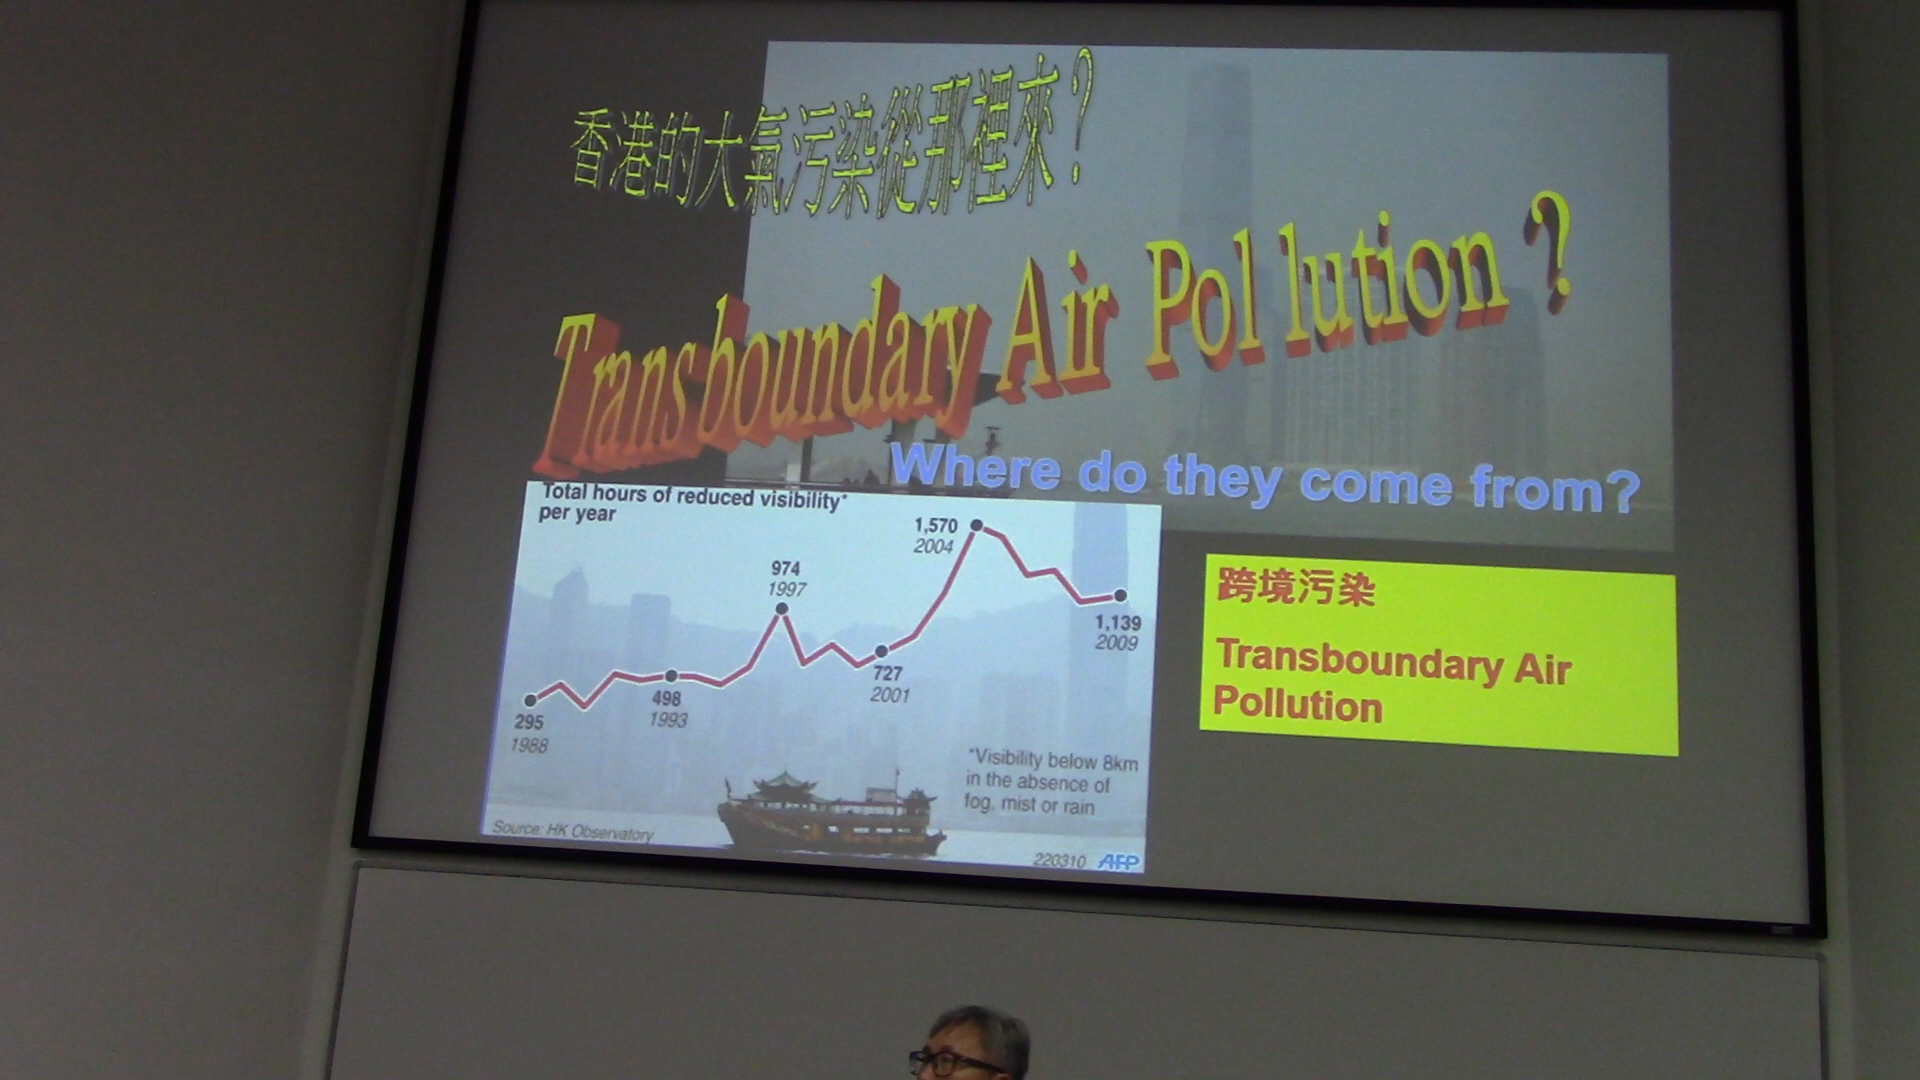 香港的大氣污染從那裡來?
Transboundary Air Pollution ?
Where do they come from?
Total hours of reduced visibility*
per year
1,570
2004
974
1997
1,139
2009
727
2001
498
1993
295
1988
*Visibility below 8km
in the absence of
fog, mist or rain
Source: HK Observatory
220310 AFP
跨境污染
Transboundary Air
Pollution